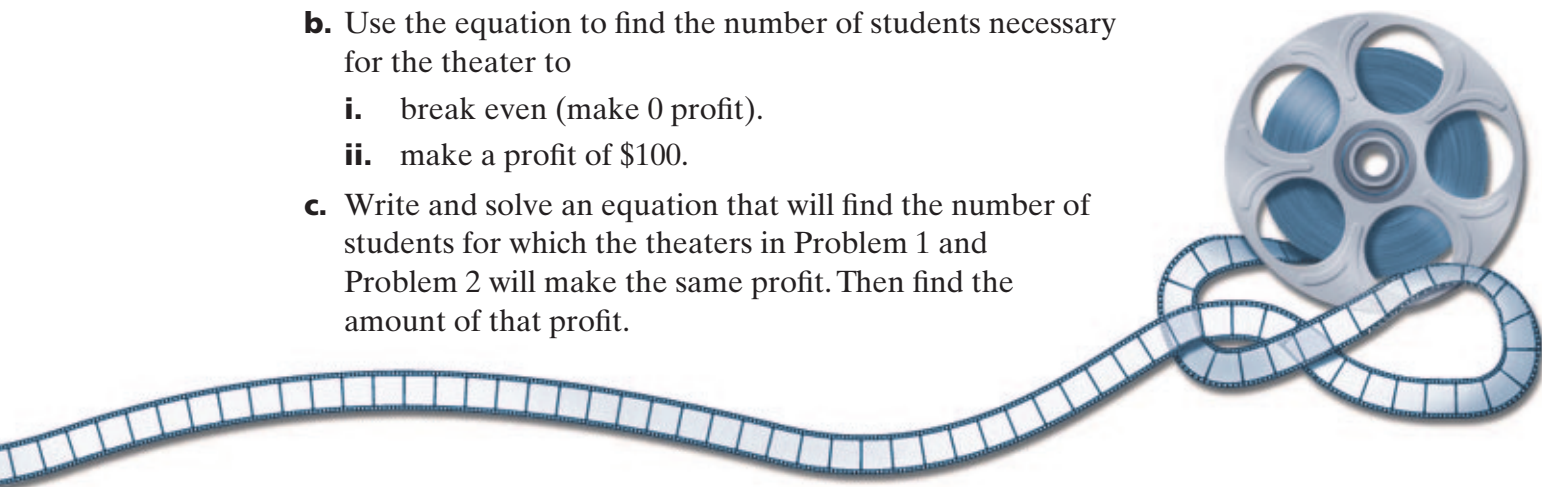 b. Use the equation to find the number of students necessary
for the theater to
i. break even (make 0 profit).
ii. make a profit of $100.
c. Write and solve an equation that will find the number of
students for which the theaters in Problem 1 and
Problem 2 will make the same profit. Then find the
amount of that profit.